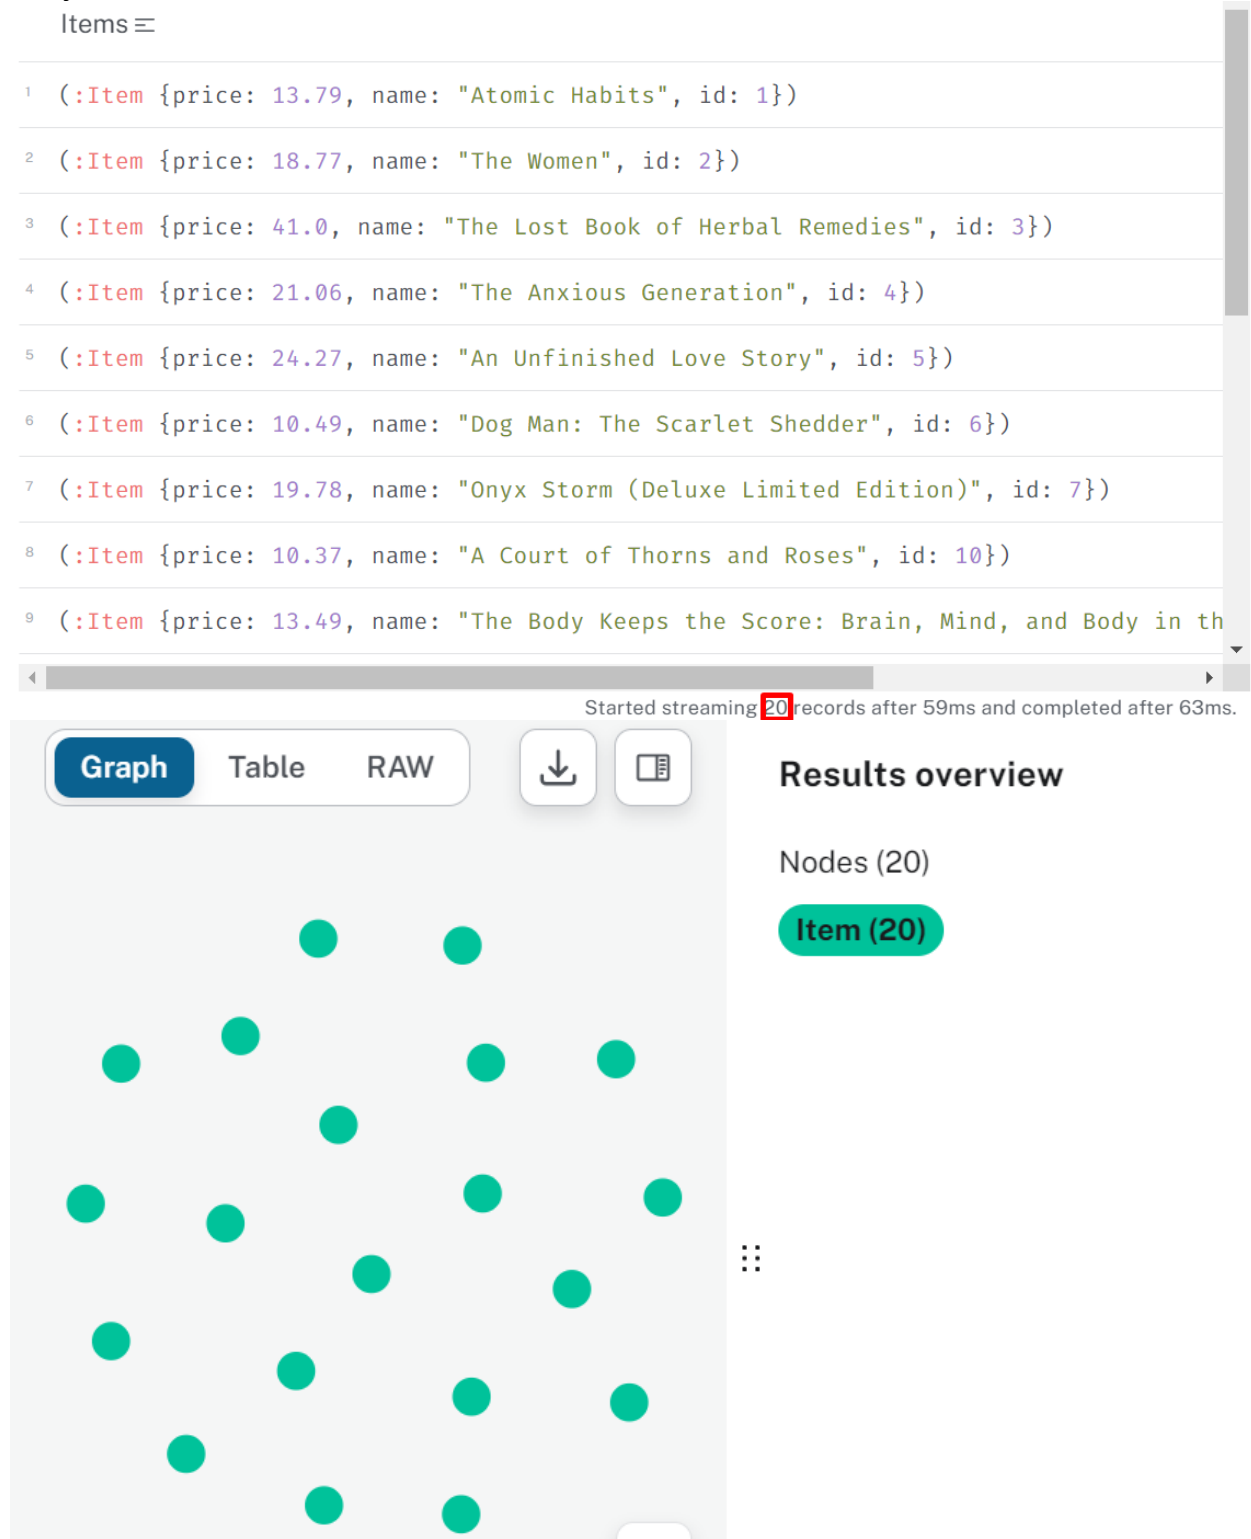 Items
1 (:Item {price: 13.79, name: "Atomic Habits", id: 1})
2 (:Item {price: 18.77, name: "The Women", id: 2})
3 (:Item {price: 41.0, name: "The Lost Book of Herbal Remedies", id: 3})
4 (:Item {price: 21.06, name: "The Anxious Generation", id: 4})
5 (:Item {price: 24.27, name: "An Unfinished Love Story", id: 5})
6 (:Item {price: 10.49, name: "Dog Man: The Scarlet Shedder", id: 6})
7 (:Item {price: 19.78, name: "Onyx Storm (Deluxe Limited Edition)", id: 7})
8 (:Item {price: 10.37, name: "A Court of Thorns and Roses", id: 10})
9 (:Item {price: 13.49, name: "The Body Keeps the Score: Brain, Mind, and Body in th
Started streaming 20 records after 59ms and completed after 63ms.
Graph Table RAW
Results overview
Nodes (20)
Item (20)